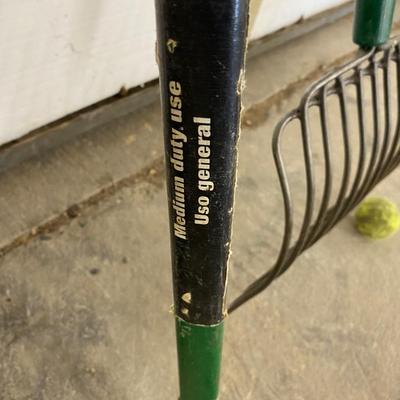 Medium duty use
Uso general